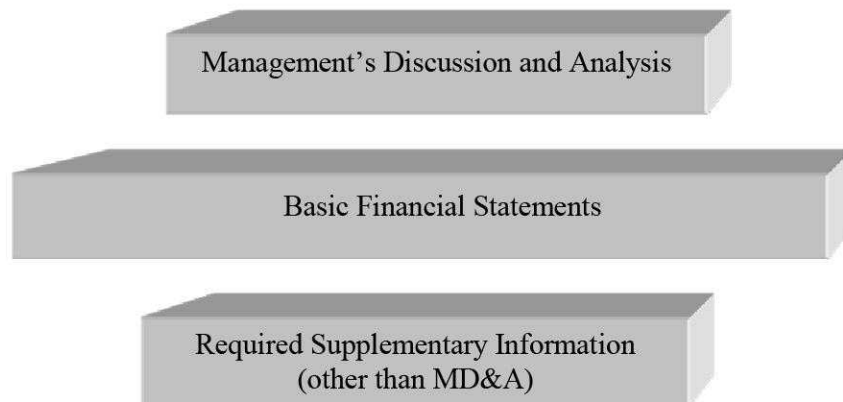 Management’s Discussion and Analysis
Basic Financial Statements
Required Supplementary Information
(other than MD&A)